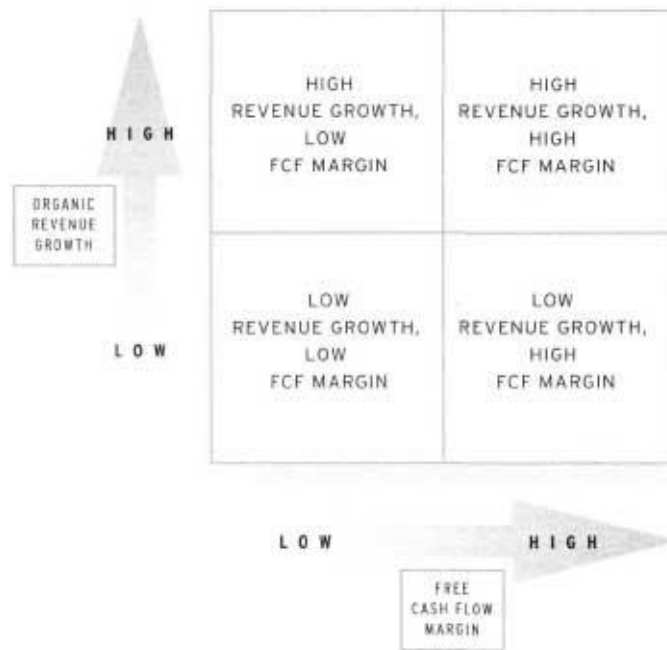 HIGH
REVENUE GROWTH,
LOW
FCF MARGIN
HIGH
REVENUE GROWTH,
HIGH
FCF MARGIN
HIGH
ORGANIC
REVENUE
GROWTH
LOW
REVENUE GROWTH,
LOW
FCF MARGIN
LOW
REVENUE GROWTH,
HIGH
FCF MARGIN
LOW
LOW
HIGH
FREE
CASH FLOW
MARGIN